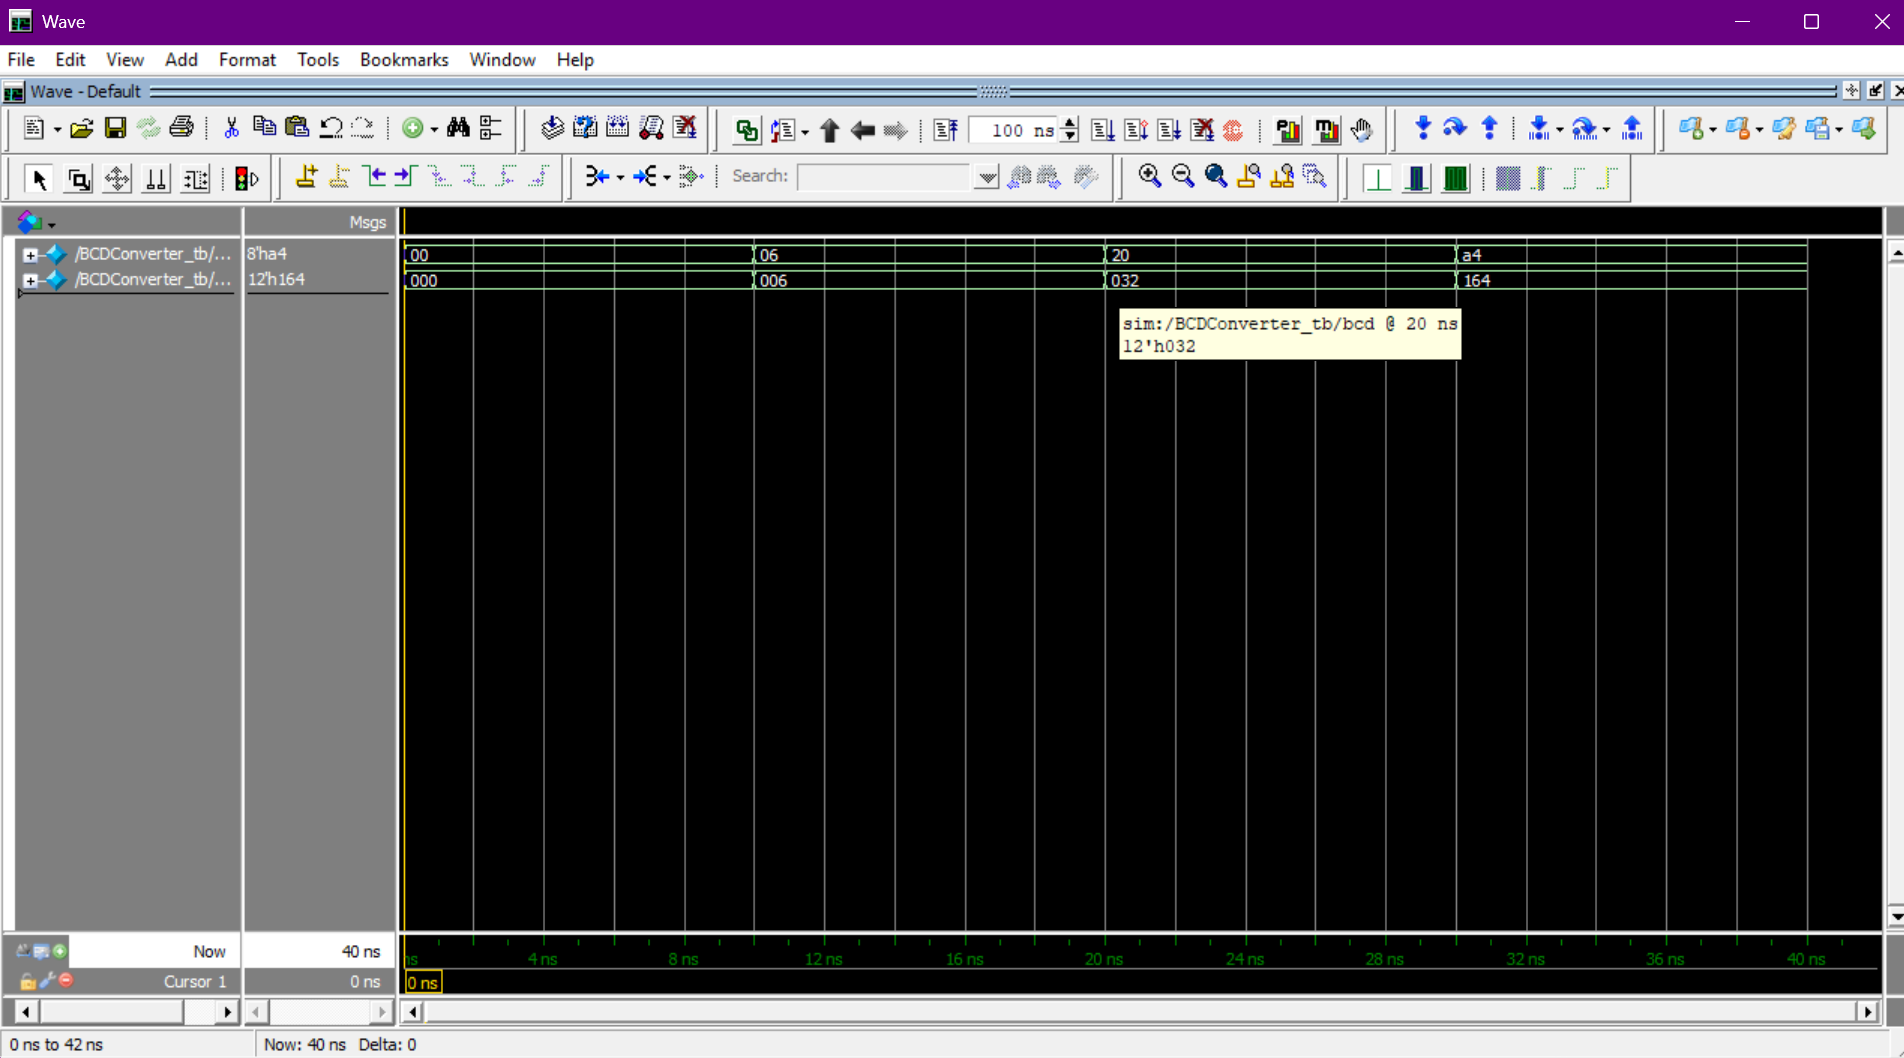 Wave
File Edit View Add Format Tools Bookmarks Window Help
Wave - Default
100 ns
Search:
Msgs
/BCDConverter_tb/... 8'ha4 00 06 20 a4
/BCDConverter_tb/... 12'h164 000 006 032 164
sim:/BCDConverter_tb/bcd @ 20 ns
12'h032
Now 40 ns ns 4 ns 8 ns 12 ns 16 ns 20 ns 24 ns 28 ns 32 ns 36 ns 40 ns
Cursor 1 0 ns 0 ns
0 ns to 42 ns Now: 40 ns Delta: 0